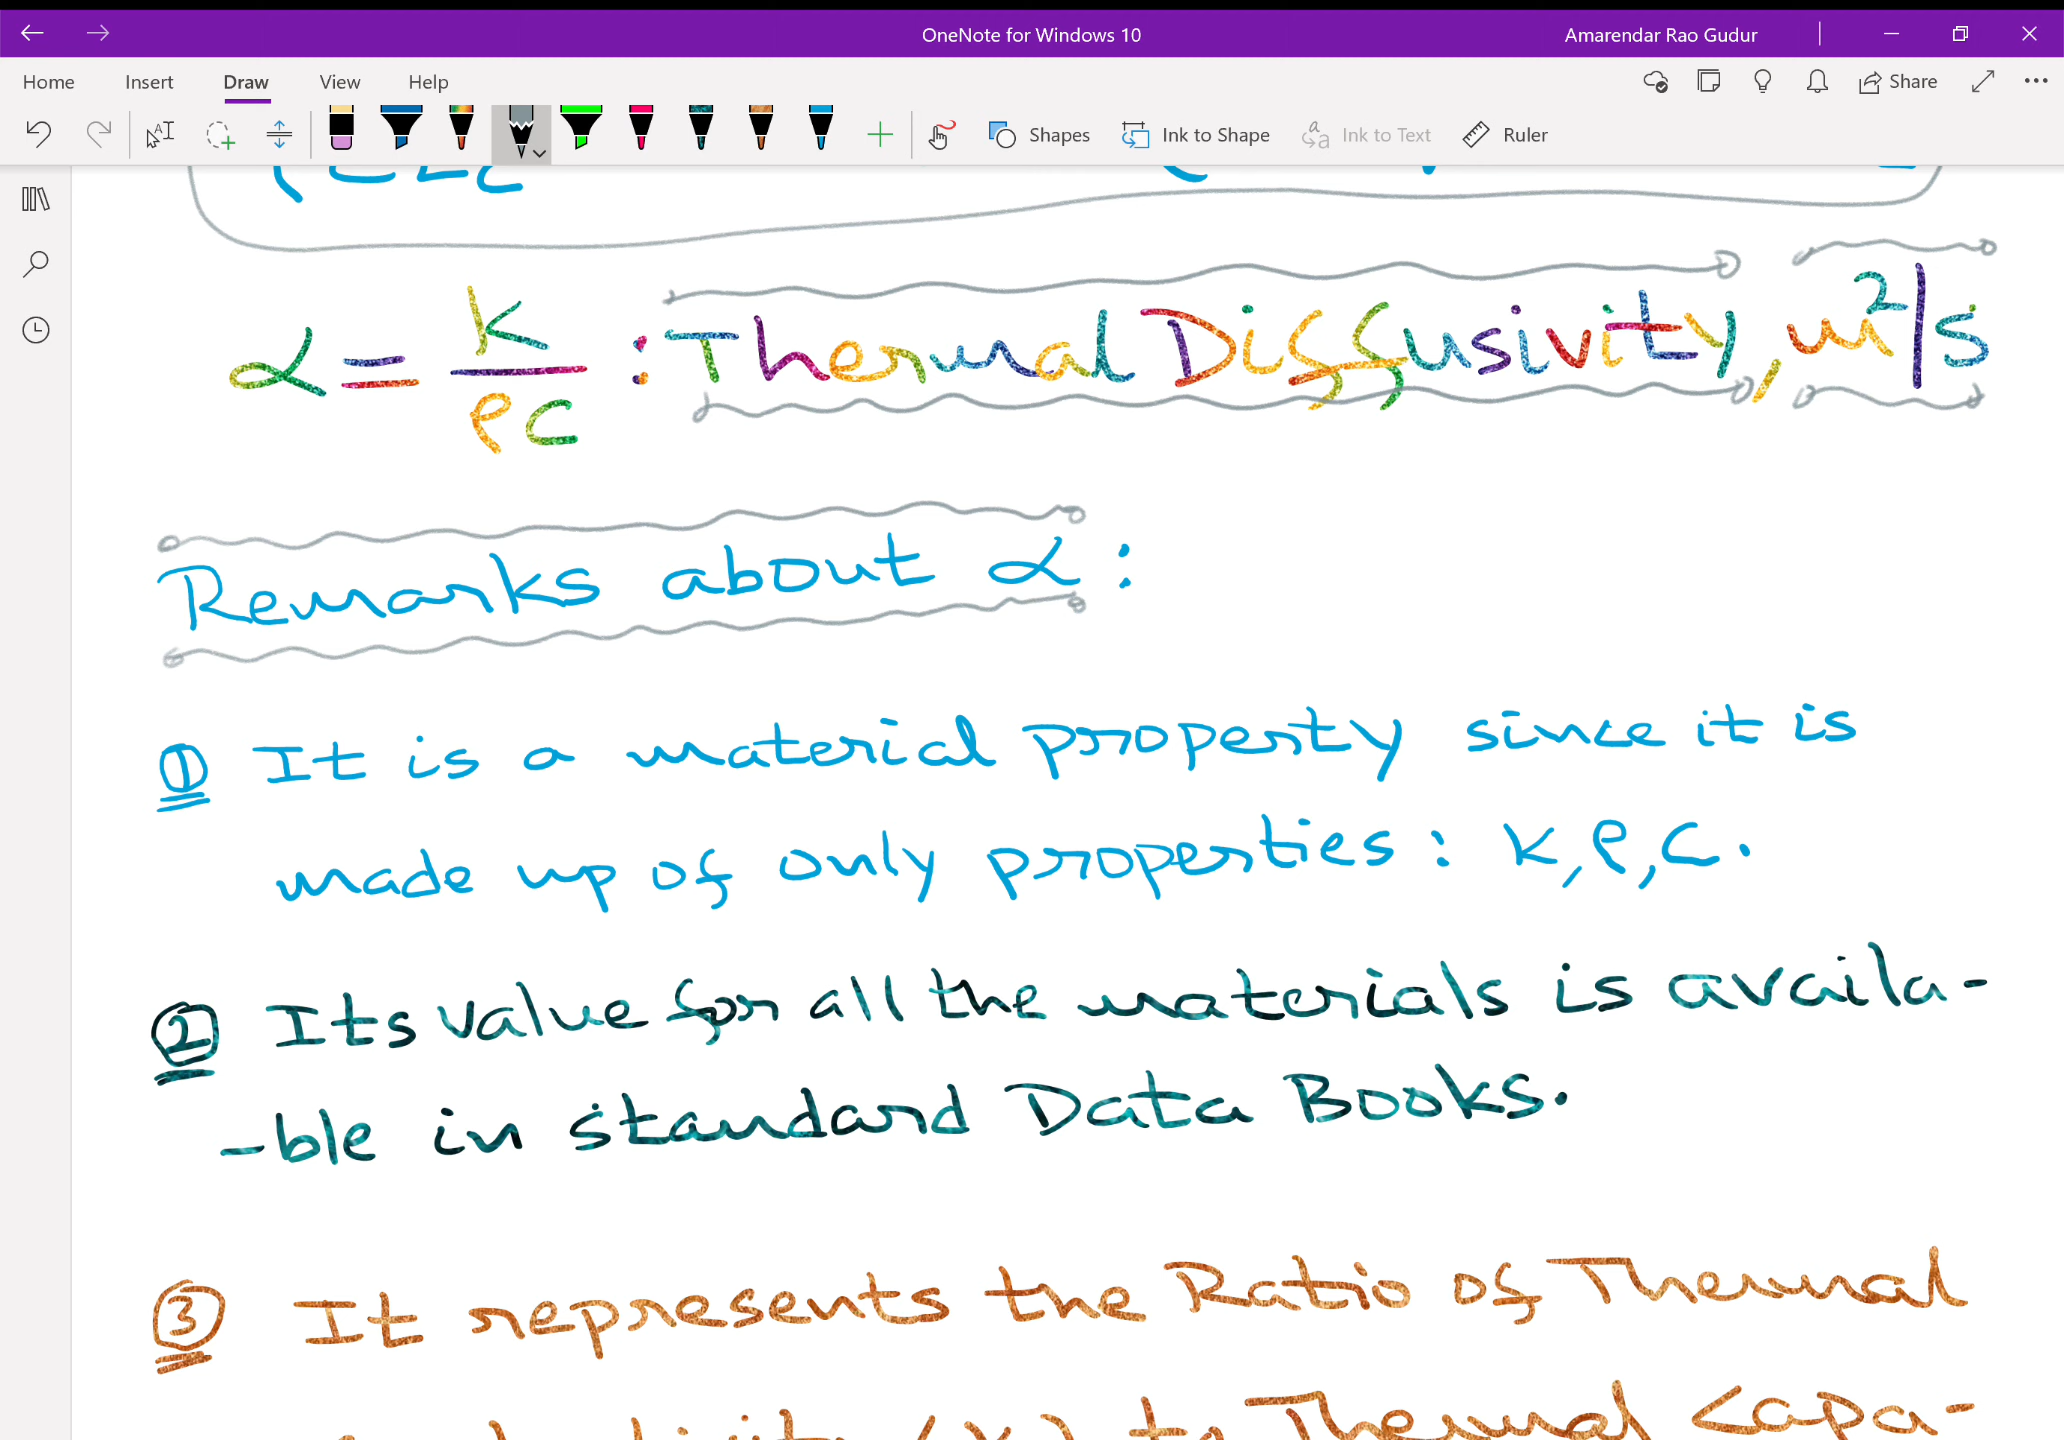 OneNote for Windows 10
Amarendar Rao Gudur
Home Insert Draw View Help
Share
Shapes Ink to Shape Ink to Text Ruler
α = K / ρC : Thermal Diffusivity, m²/s
Remarks about α :
① It is a material property since it is
made up of only properties : K, ρ, C.
② Its value for all the materials is availa-
-ble in standard Data Books.
③ It represents the Ratio of Thermal
to Thermal capa-